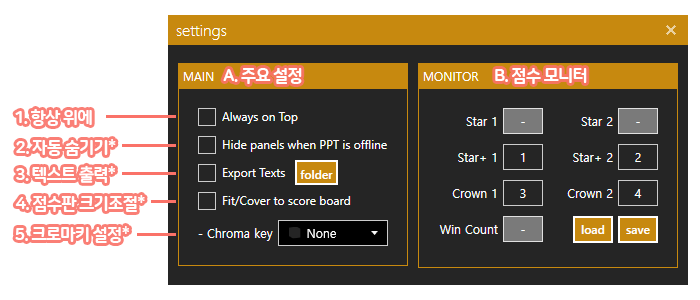 settings ×
MAIN A. 주요 설정
1. 항상 위에
Always on Top
2. 자동 숨기기*
Hide panels when PPT is offline
3. 텍스트 출력*
Export Texts folder
4. 점수판 크기조절*
Fit/Cover to score board
5. 크로마키 설정*
- Chroma key None
MONITOR B. 점수 모니터
Star 1 - Star 2 -
Star+ 1 1 Star+ 2 2
Crown 1 3 Crown 2 4
Win Count - load save